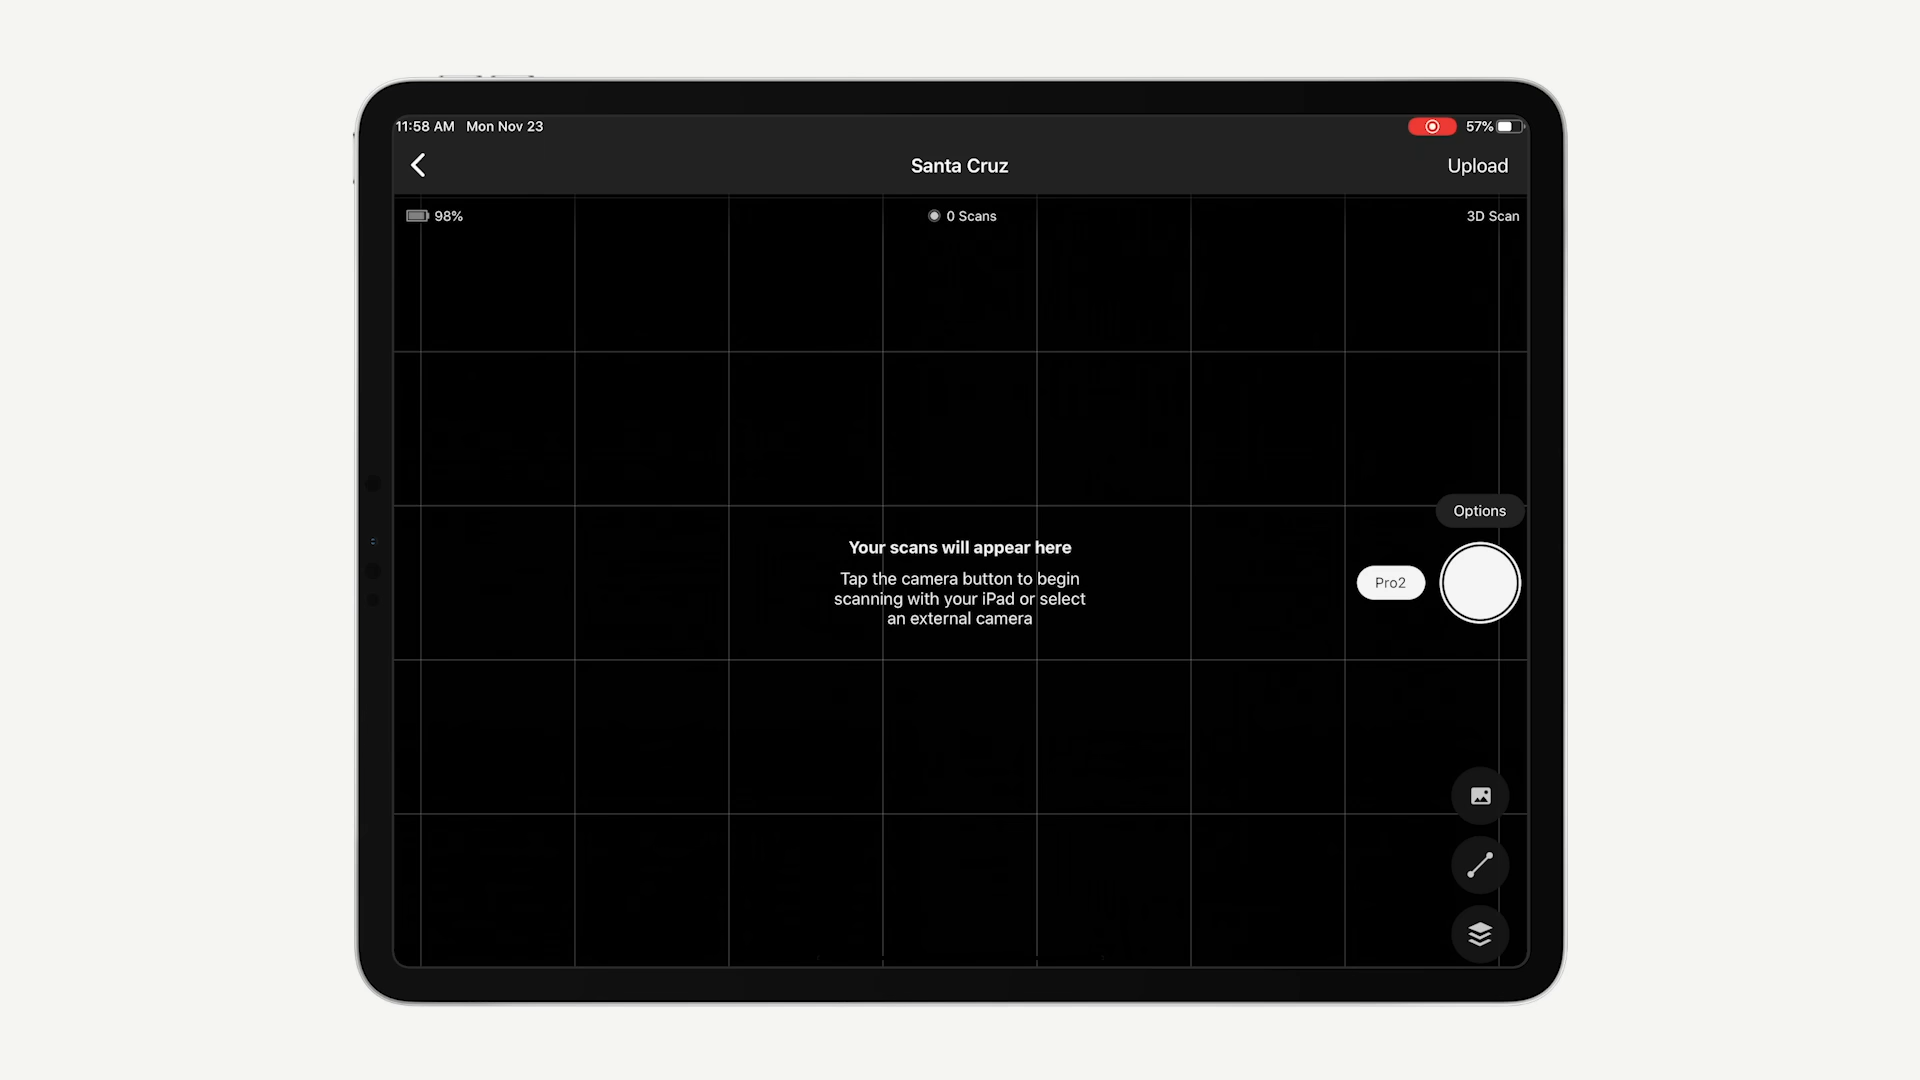 11:58 AM Mon Nov 23
57%
Santa Cruz
Upload
98%
0 Scans
3D Scan
Options
Your scans will appear here
Tap the camera button to begin
scanning with your iPad or select
an external camera
Pro2